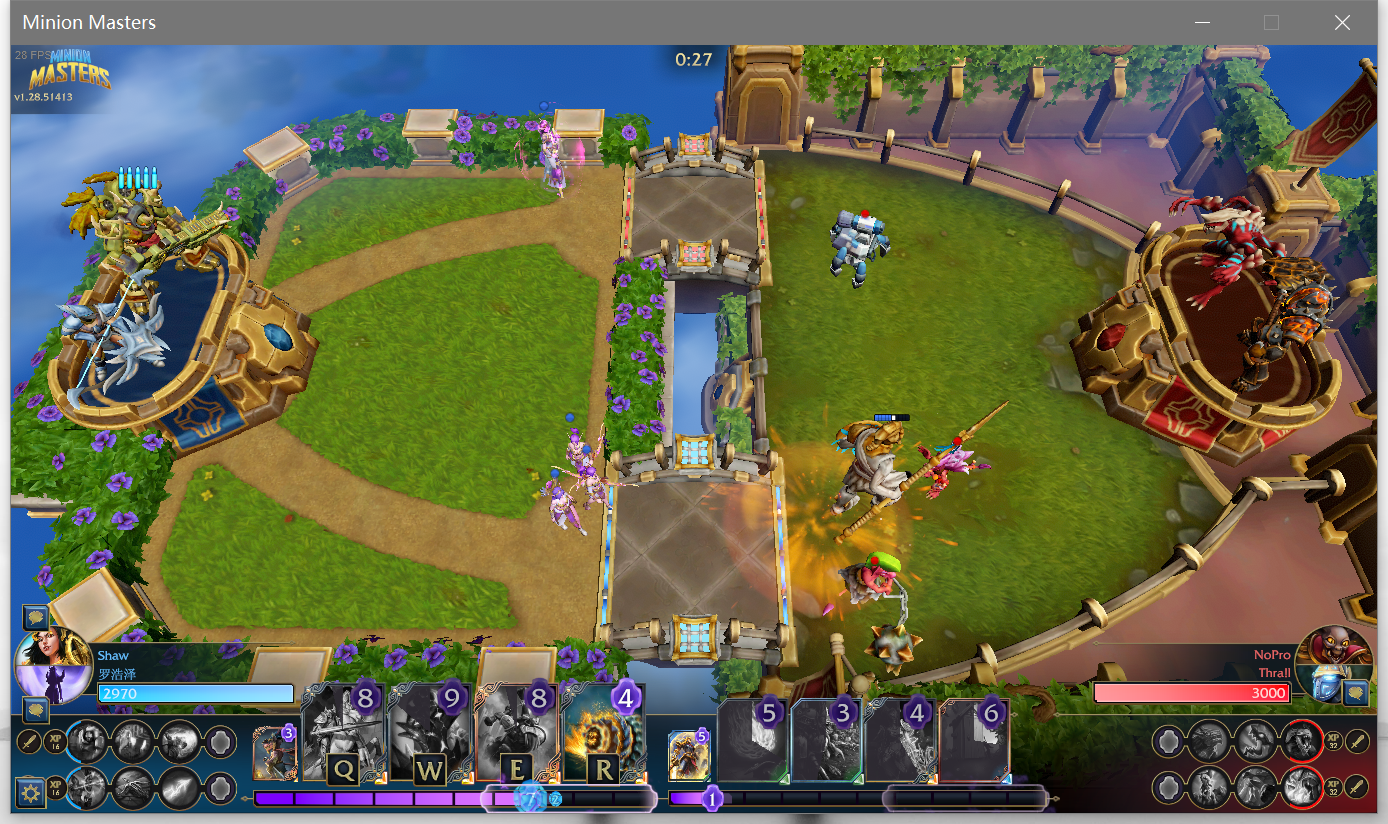 Minion Masters
28 FPS
MINION
MASTERS
v1.28.51413
0:27
Shaw
罗浩泽
2970
NoPro
Thrall
3000
3
8
9
8
4
5
5
3
4
6
Q
W
E
R
XP
16
XP
16
7
2
1
XP
32
XP
32